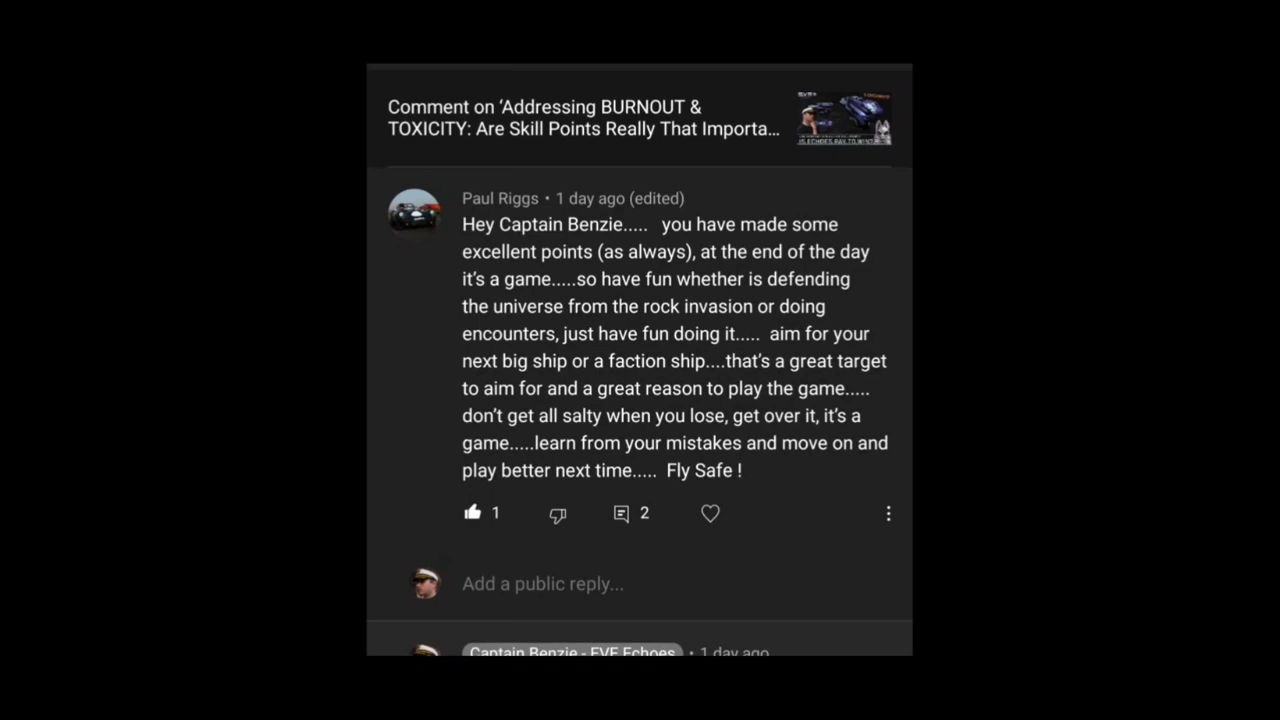 Comment on ‘Addressing BURNOUT &
TOXICITY: Are Skill Points Really That Importa...
IS ECHOES PAY TO WIN?
Paul Riggs • 1 day ago (edited)
Hey Captain Benzie..... you have made some
excellent points (as always), at the end of the day
it’s a game.....so have fun whether is defending
the universe from the rock invasion or doing
encounters, just have fun doing it..... aim for your
next big ship or a faction ship....that’s a great target
to aim for and a great reason to play the game.....
don’t get all salty when you lose, get over it, it’s a
game.....learn from your mistakes and move on and
play better next time..... Fly Safe !
1 2
Add a public reply...
Captain Benzie - EVE Echoes • 1 day ago